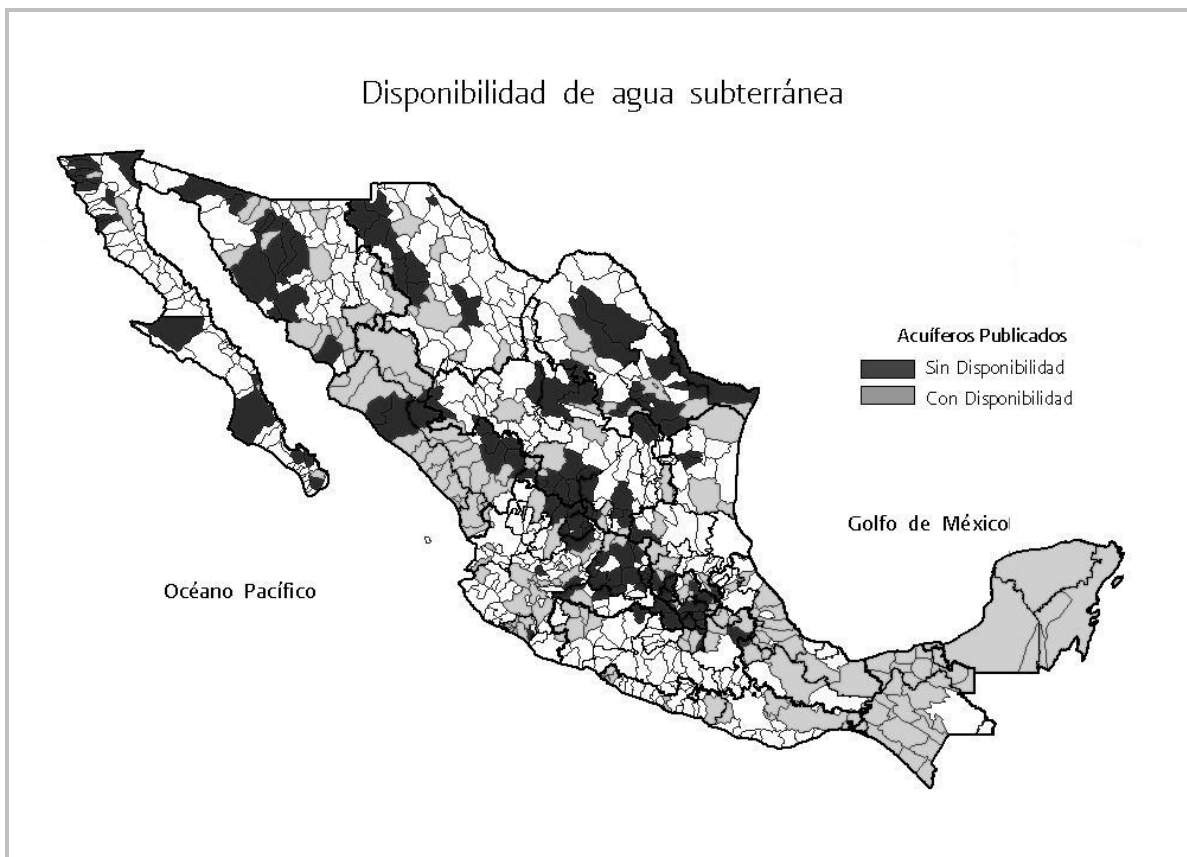 Disponibilidad de agua subterránea
Acuíferos Publicados
Sin Disponibilidad
Con Disponibilidad
Golfo de México
Océano Pacífico